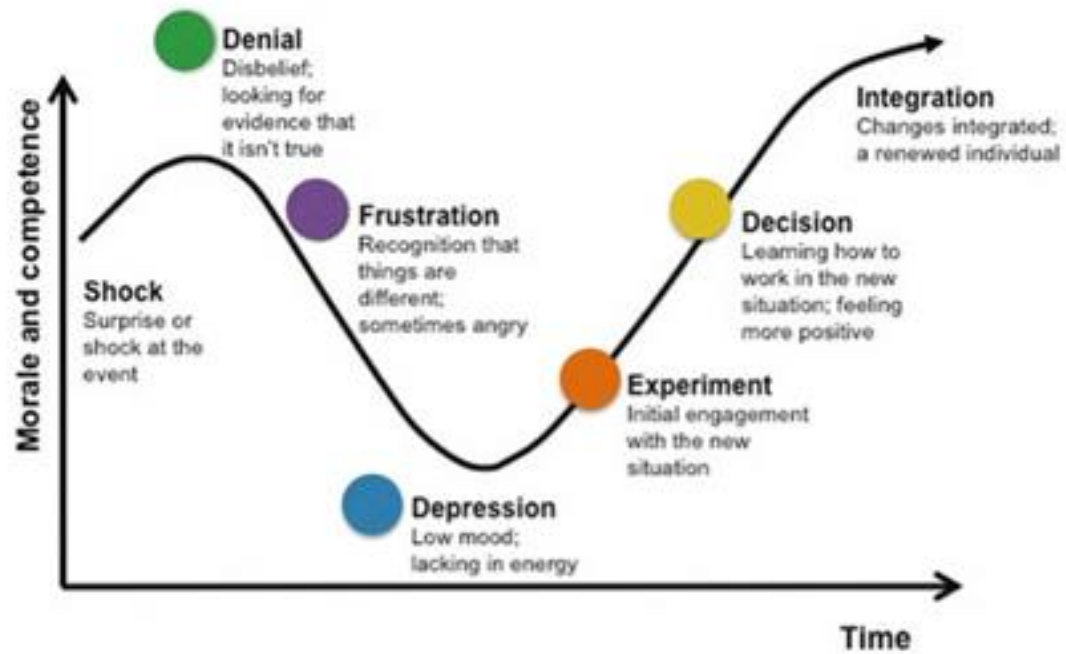 Morale and competence
Shock
Surprise or
shock at the
event
Denial
Disbelief;
looking for
evidence that
it isn't true
Frustration
Recognition that
things are
different;
sometimes angry
Depression
Low mood;
lacking in energy
Experiment
Initial engagement
with the new
situation
Decision
Learning how to
work in the new
situation; feeling
more positive
Integration
Changes integrated;
a renewed individual
Time